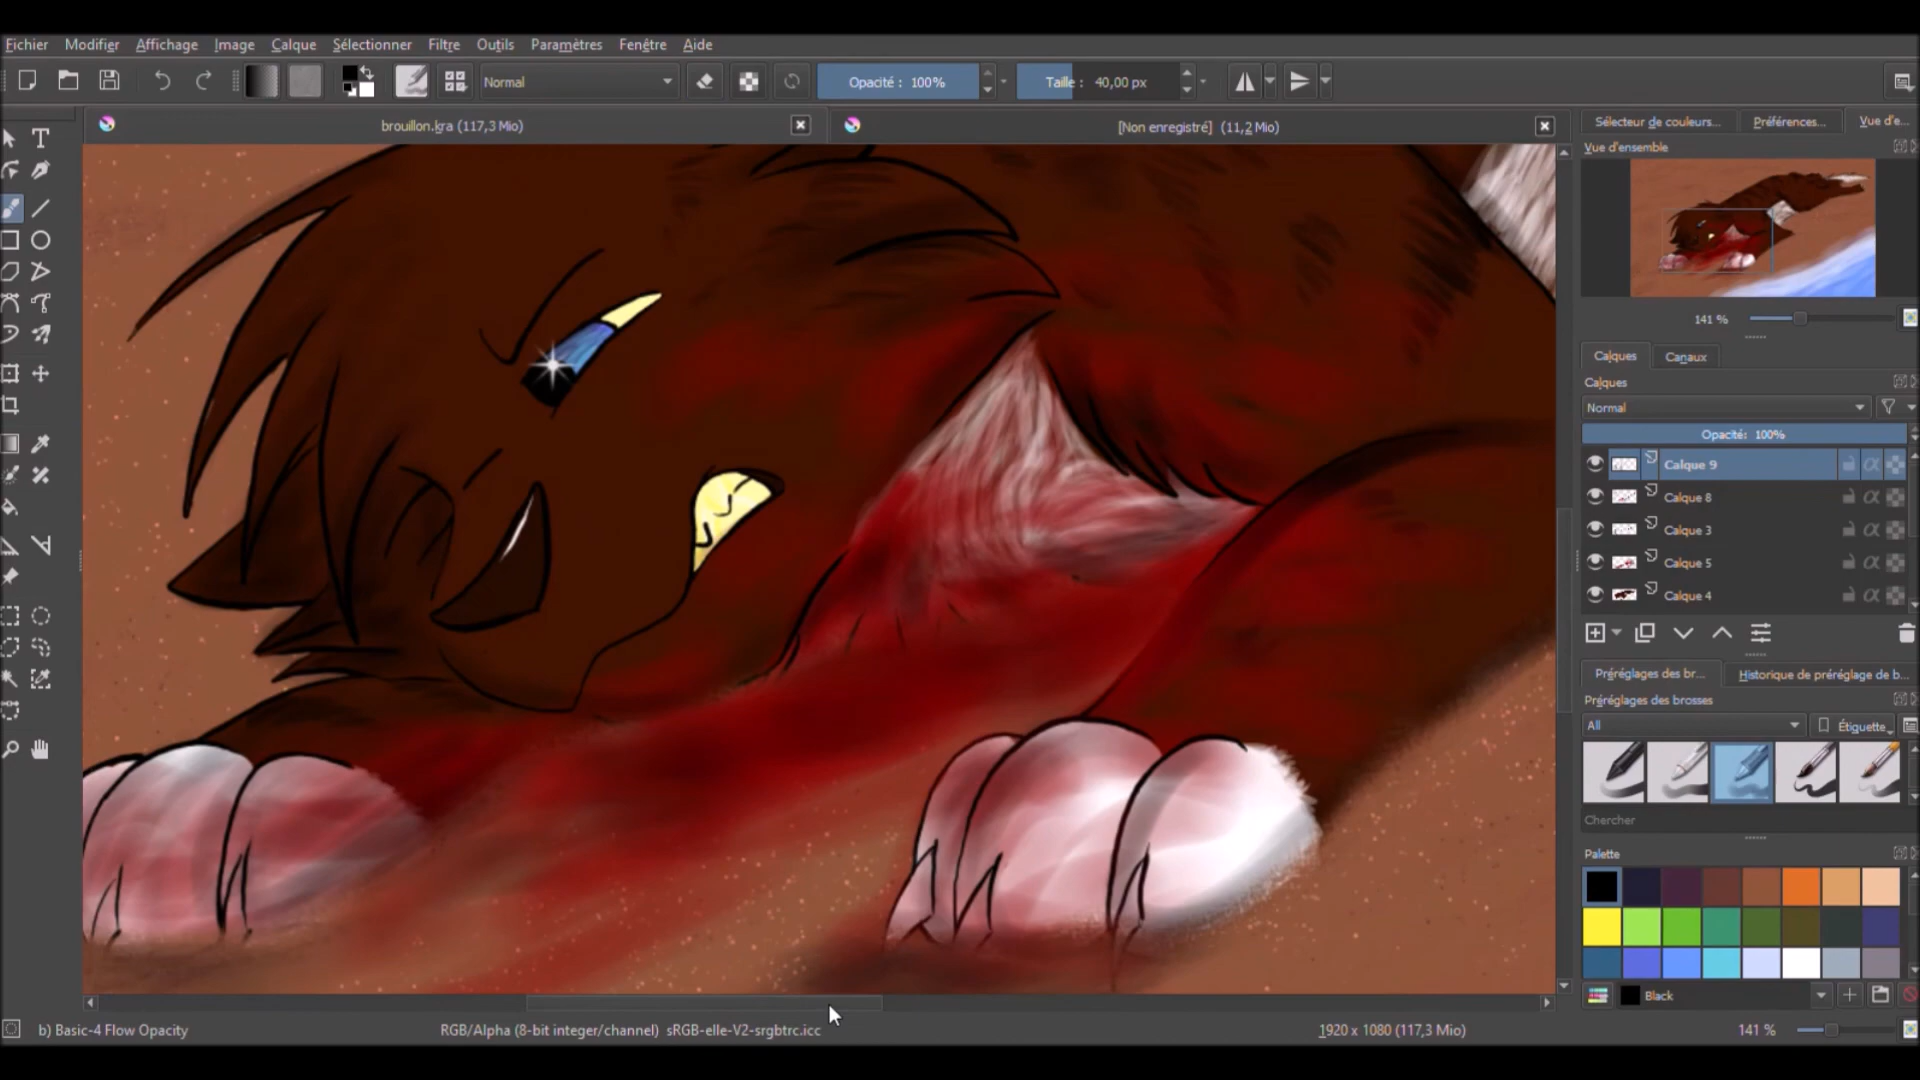 Fichier Modifier Affichage Image Calque Sélectionner Filtre Outils Paramètres Fenêtre Aide
Normal Opacité : 100% Taille : 40,00 px
brouillon.kra (117,3 Mio) [Non enregistré] (11,2 Mio)
Sélecteur de couleurs... Préférences... Vue d'e...
Vue d'ensemble
141 %
Calques Canaux
Calques
Normal
Opacité: 100%
Calque 9
Calque 8
Calque 3
Calque 5
Calque 4
Préréglages des br... Historique de préréglage de b...
Préréglages des brosses
All Étiquette
Chercher
Palette
Black
b) Basic-4 Flow Opacity RGB/Alpha (8-bit integer/channel) sRGB-elle-V2-srgbtrc.icc 1920 x 1080 (117,3 Mio) 141 %